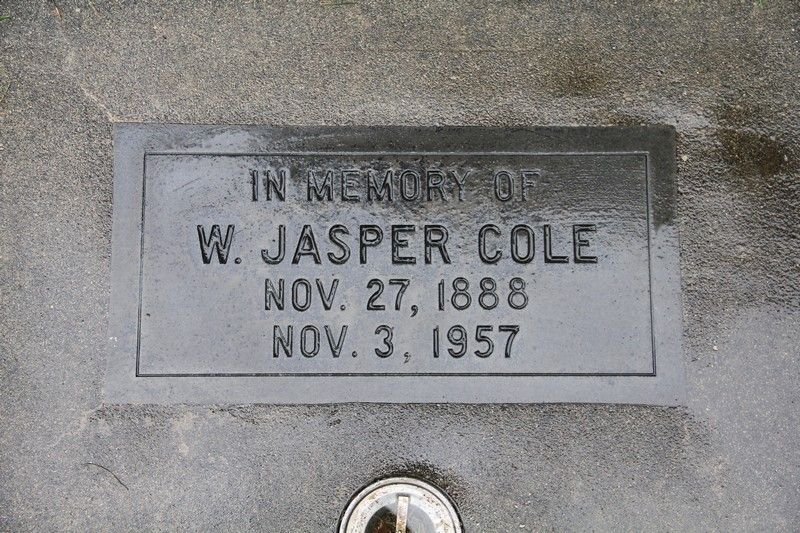 IN MEMORY OF
W. JASPER COLE
NOV. 27, 1888
NOV. 3, 1957